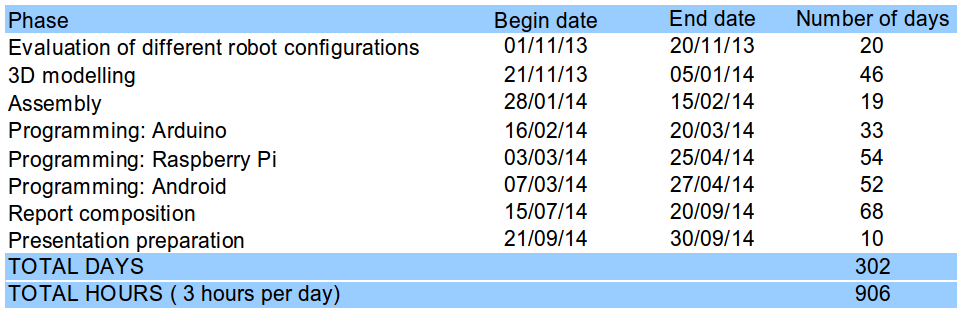 Phase Begin date End date Number of days
Evaluation of different robot configurations 01/11/13 20/11/13 20
3D modelling 21/11/13 05/01/14 46
Assembly 28/01/14 15/02/14 19
Programming: Arduino 16/02/14 20/03/14 33
Programming: Raspberry Pi 03/03/14 25/04/14 54
Programming: Android 07/03/14 27/04/14 52
Report composition 15/07/14 20/09/14 68
Presentation preparation 21/09/14 30/09/14 10
TOTAL DAYS 302
TOTAL HOURS ( 3 hours per day) 906